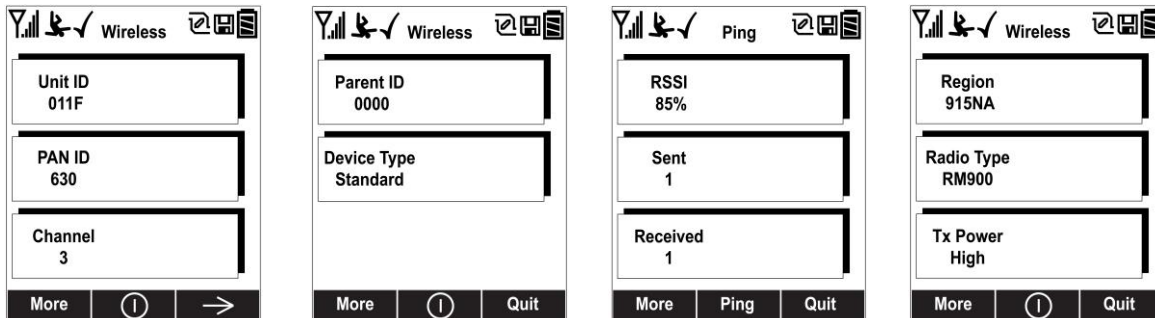 Wireless
Unit ID
011F
PAN ID
630
Channel
3
More
Wireless
Parent ID
0000
Device Type
Standard
More
Quit
Ping
RSSI
85%
Sent
1
Received
1
More
Ping
Quit
Wireless
Region
915NA
Radio Type
RM900
Tx Power
High
More
Quit